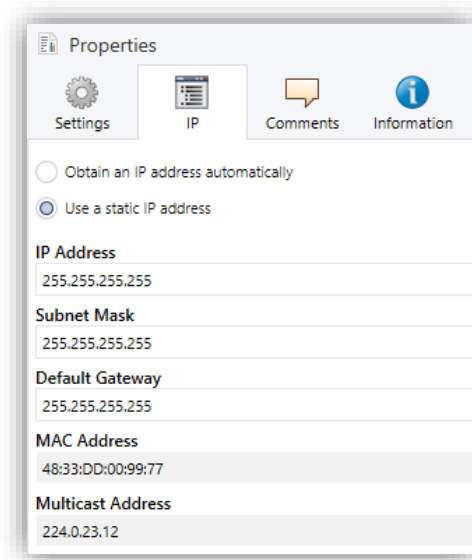 Properties
Settings IP Comments Information
Obtain an IP address automatically
Use a static IP address
IP Address
255.255.255.255
Subnet Mask
255.255.255.255
Default Gateway
255.255.255.255
MAC Address
48:33:DD:00:99:77
Multicast Address
224.0.23.12